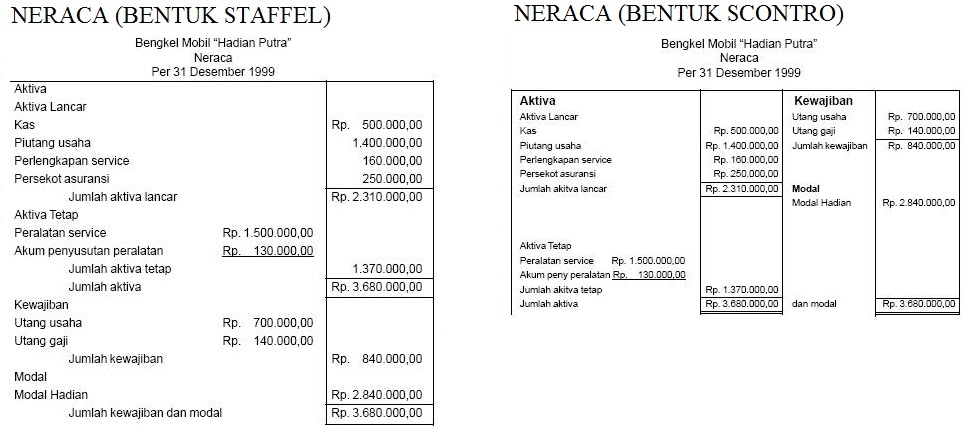 NERACA (BENTUK STAFFEL)
Bengkel Mobil “Hadian Putra”
Neraca
Per 31 Desember 1999
Aktiva
Aktiva Lancar
Kas Rp. 500.000,00
Piutang usaha 1.400.000,00
Perlengkapan service 160.000,00
Persekot asuransi 250.000,00
Jumlah aktiva lancar Rp. 2.310.000,00
Aktiva Tetap
Peralatan service Rp. 1.500.000,00
Akum penyusutan peralatan Rp. 130.000,00
Jumlah aktiva tetap 1.370.000,00
Jumlah aktiva Rp. 3.680.000,00
Kewajiban
Utang usaha Rp. 700.000,00
Utang gaji Rp. 140.000,00
Jumlah kewajiban Rp. 840.000,00
Modal
Modal Hadian Rp. 2.840.000,00
Jumlah kewajiban dan modal Rp. 3.680.000,00
NERACA (BENTUK SCONTRO)
Bengkel Mobil “Hadian Putra”
Neraca
Per 31 Desember 1999
Aktiva Kewajiban
Aktiva Lancar Utang usaha Rp. 700.000,00
Kas Rp. 500.000,00 Utang gaji Rp. 140.000,00
Piutang usaha Rp. 1.400.000,00 Jumlah kewajiban Rp. 840.000,00
Perlengkapan service Rp. 160.000,00
Persekot asuransi Rp. 250.000,00
Jumlah akitva lancar Rp. 2.310.000,00 Modal
Modal Hadian Rp. 2.840.000,00
Aktiva Tetap
Peralatan service Rp. 1.500.000,00
Akum peny peralatan Rp. 130.000,00
Jumlah akitva tetap Rp. 1.370.000,00
Jumlah aktiva Rp. 3.680.000,00 dan modal Rp. 3.680.000,00